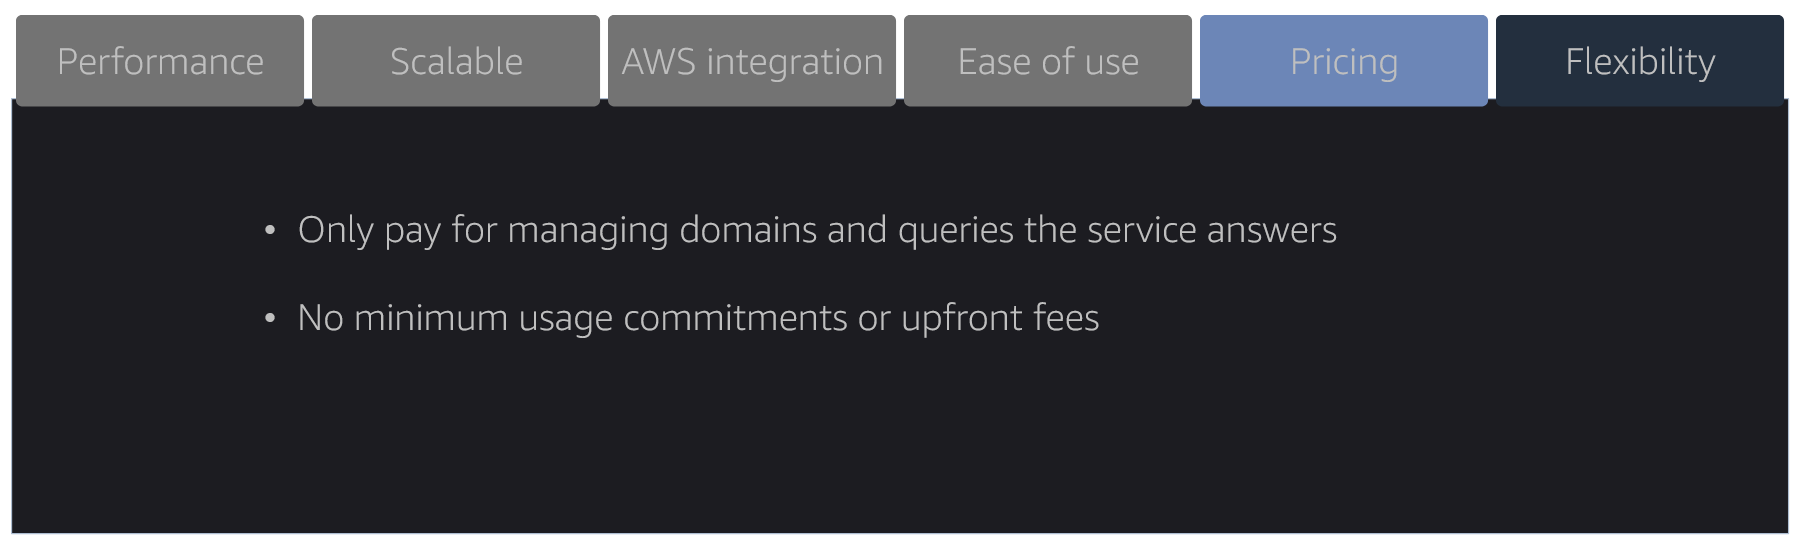 Performance
Scalable
AWS integration
Ease of use
Pricing
Flexibility
• Only pay for managing domains and queries the service answers
• No minimum usage commitments or upfront fees